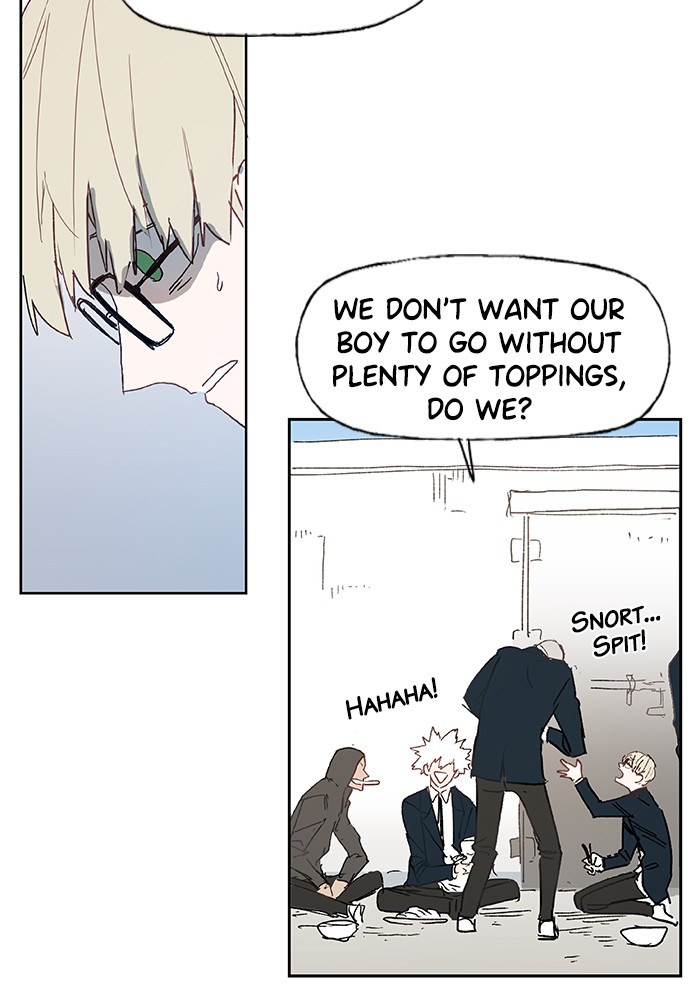 WE DON'T WANT OUR
BOY TO GO WITHOUT
PLENTY OF TOPPINGS,
DO WE?
SNORT...
SPIT!
HAHAHA!